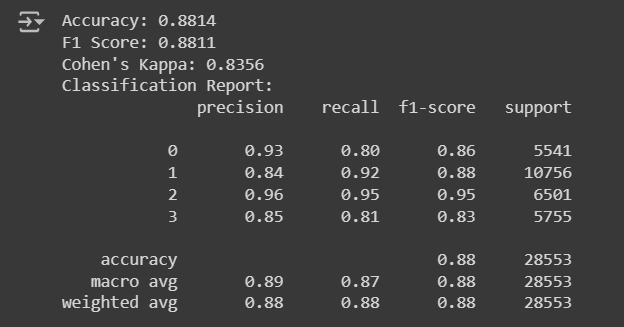 Accuracy: 0.8814
F1 Score: 0.8811
Cohen's Kappa: 0.8356
Classification Report:
precision recall f1-score support
0 0.93 0.80 0.86 5541
1 0.84 0.92 0.88 10756
2 0.96 0.95 0.95 6501
3 0.85 0.81 0.83 5755
accuracy 0.88 28553
macro avg 0.89 0.87 0.88 28553
weighted avg 0.88 0.88 0.88 28553